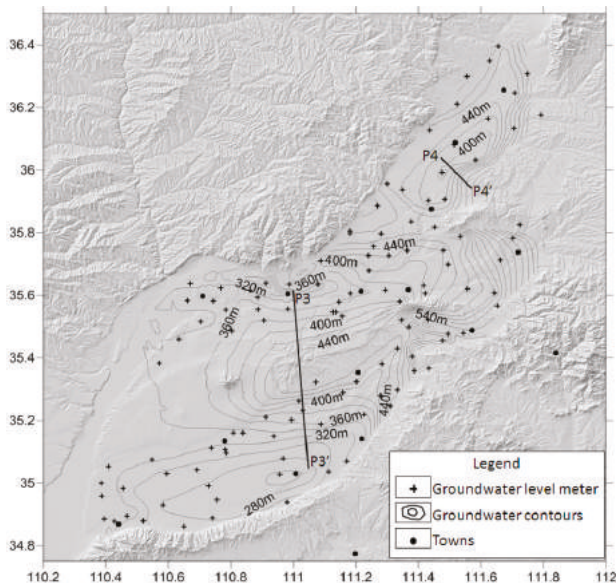 36.4
36.2
36
35.8
35.6
35.4
35.2
35
34.8
440m
400m
P4
P4'
440m
400m
320m
360m
P3
360m
400m
440m
540m
400m
440m
360m
320m
P3'
280m
Legend
Groundwater level meter
Groundwater contours
Towns
110.2 110.4 110.6 110.8 111 111.2 111.4 111.6 111.8 112